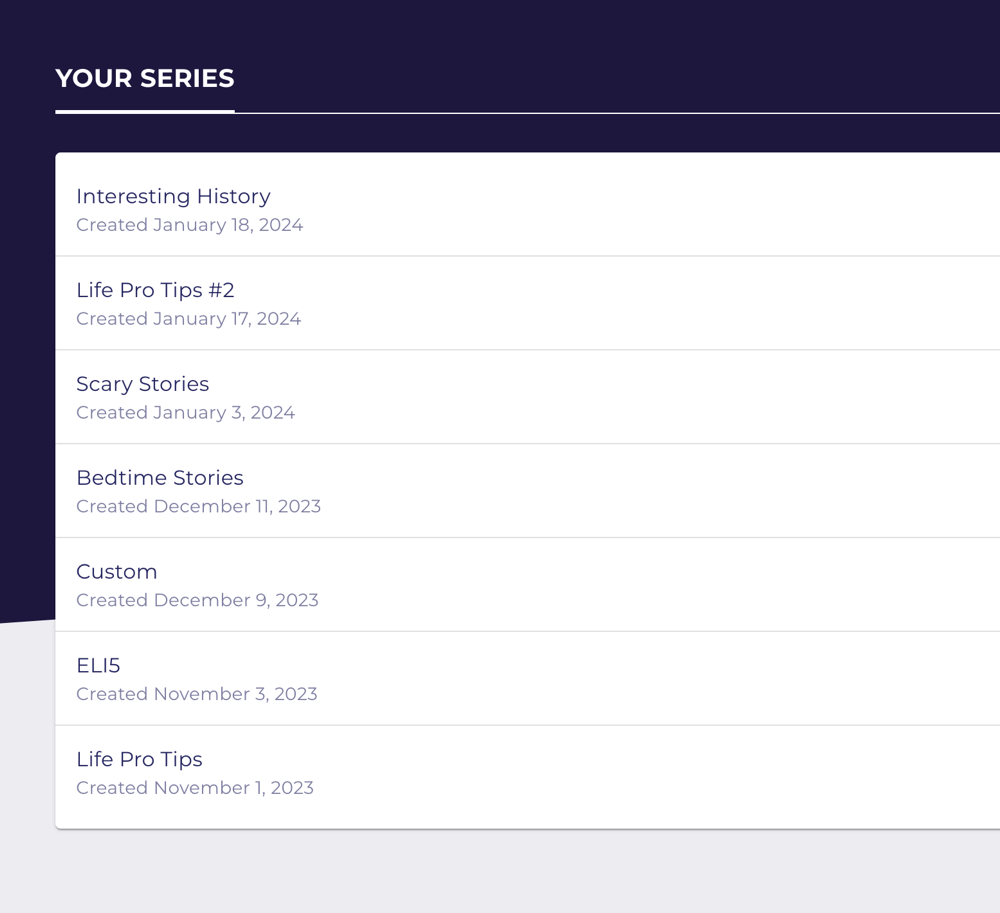 YOUR SERIES
Interesting History
Created January 18, 2024
Life Pro Tips #2
Created January 17, 2024
Scary Stories
Created January 3, 2024
Bedtime Stories
Created December 11, 2023
Custom
Created December 9, 2023
ELI5
Created November 3, 2023
Life Pro Tips
Created November 1, 2023